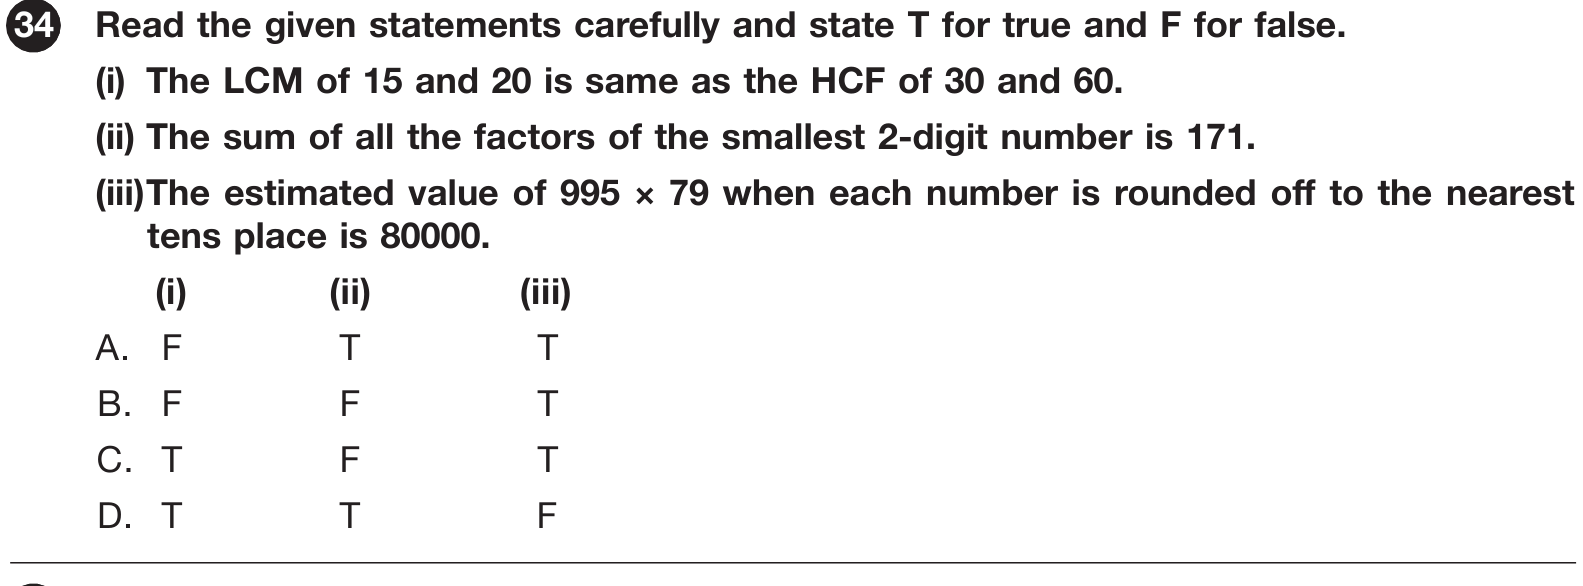 34 Read the given statements carefully and state T for true and F for false.
(i) The LCM of 15 and 20 is same as the HCF of 30 and 60.
(ii) The sum of all the factors of the smallest 2-digit number is 171.
(iii)The estimated value of 995 × 79 when each number is rounded off to the nearest
tens place is 80000.
(i) (ii) (iii)
A. F T T
B. F F T
C. T F T
D. T T F